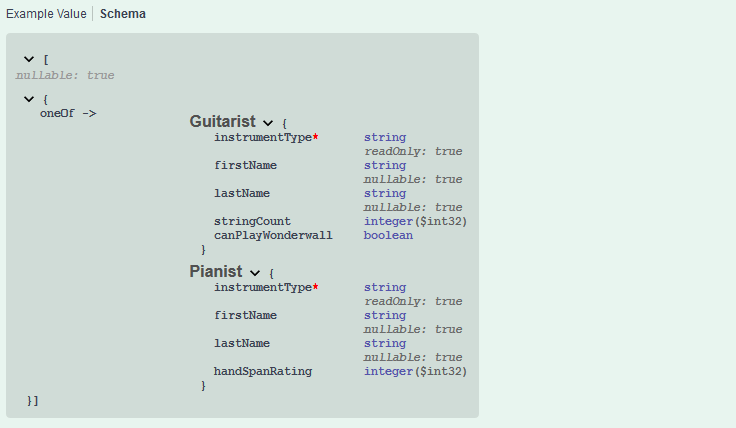 Example Value Schema
[
nullable: true
{
oneOf ->
Guitarist {
instrumentType* string
readOnly: true
firstName string
nullable: true
lastName string
nullable: true
stringCount integer($int32)
canPlayWonderwall boolean
}
Pianist {
instrumentType* string
readOnly: true
firstName string
nullable: true
lastName string
nullable: true
handSpanRating integer($int32)
}
}]